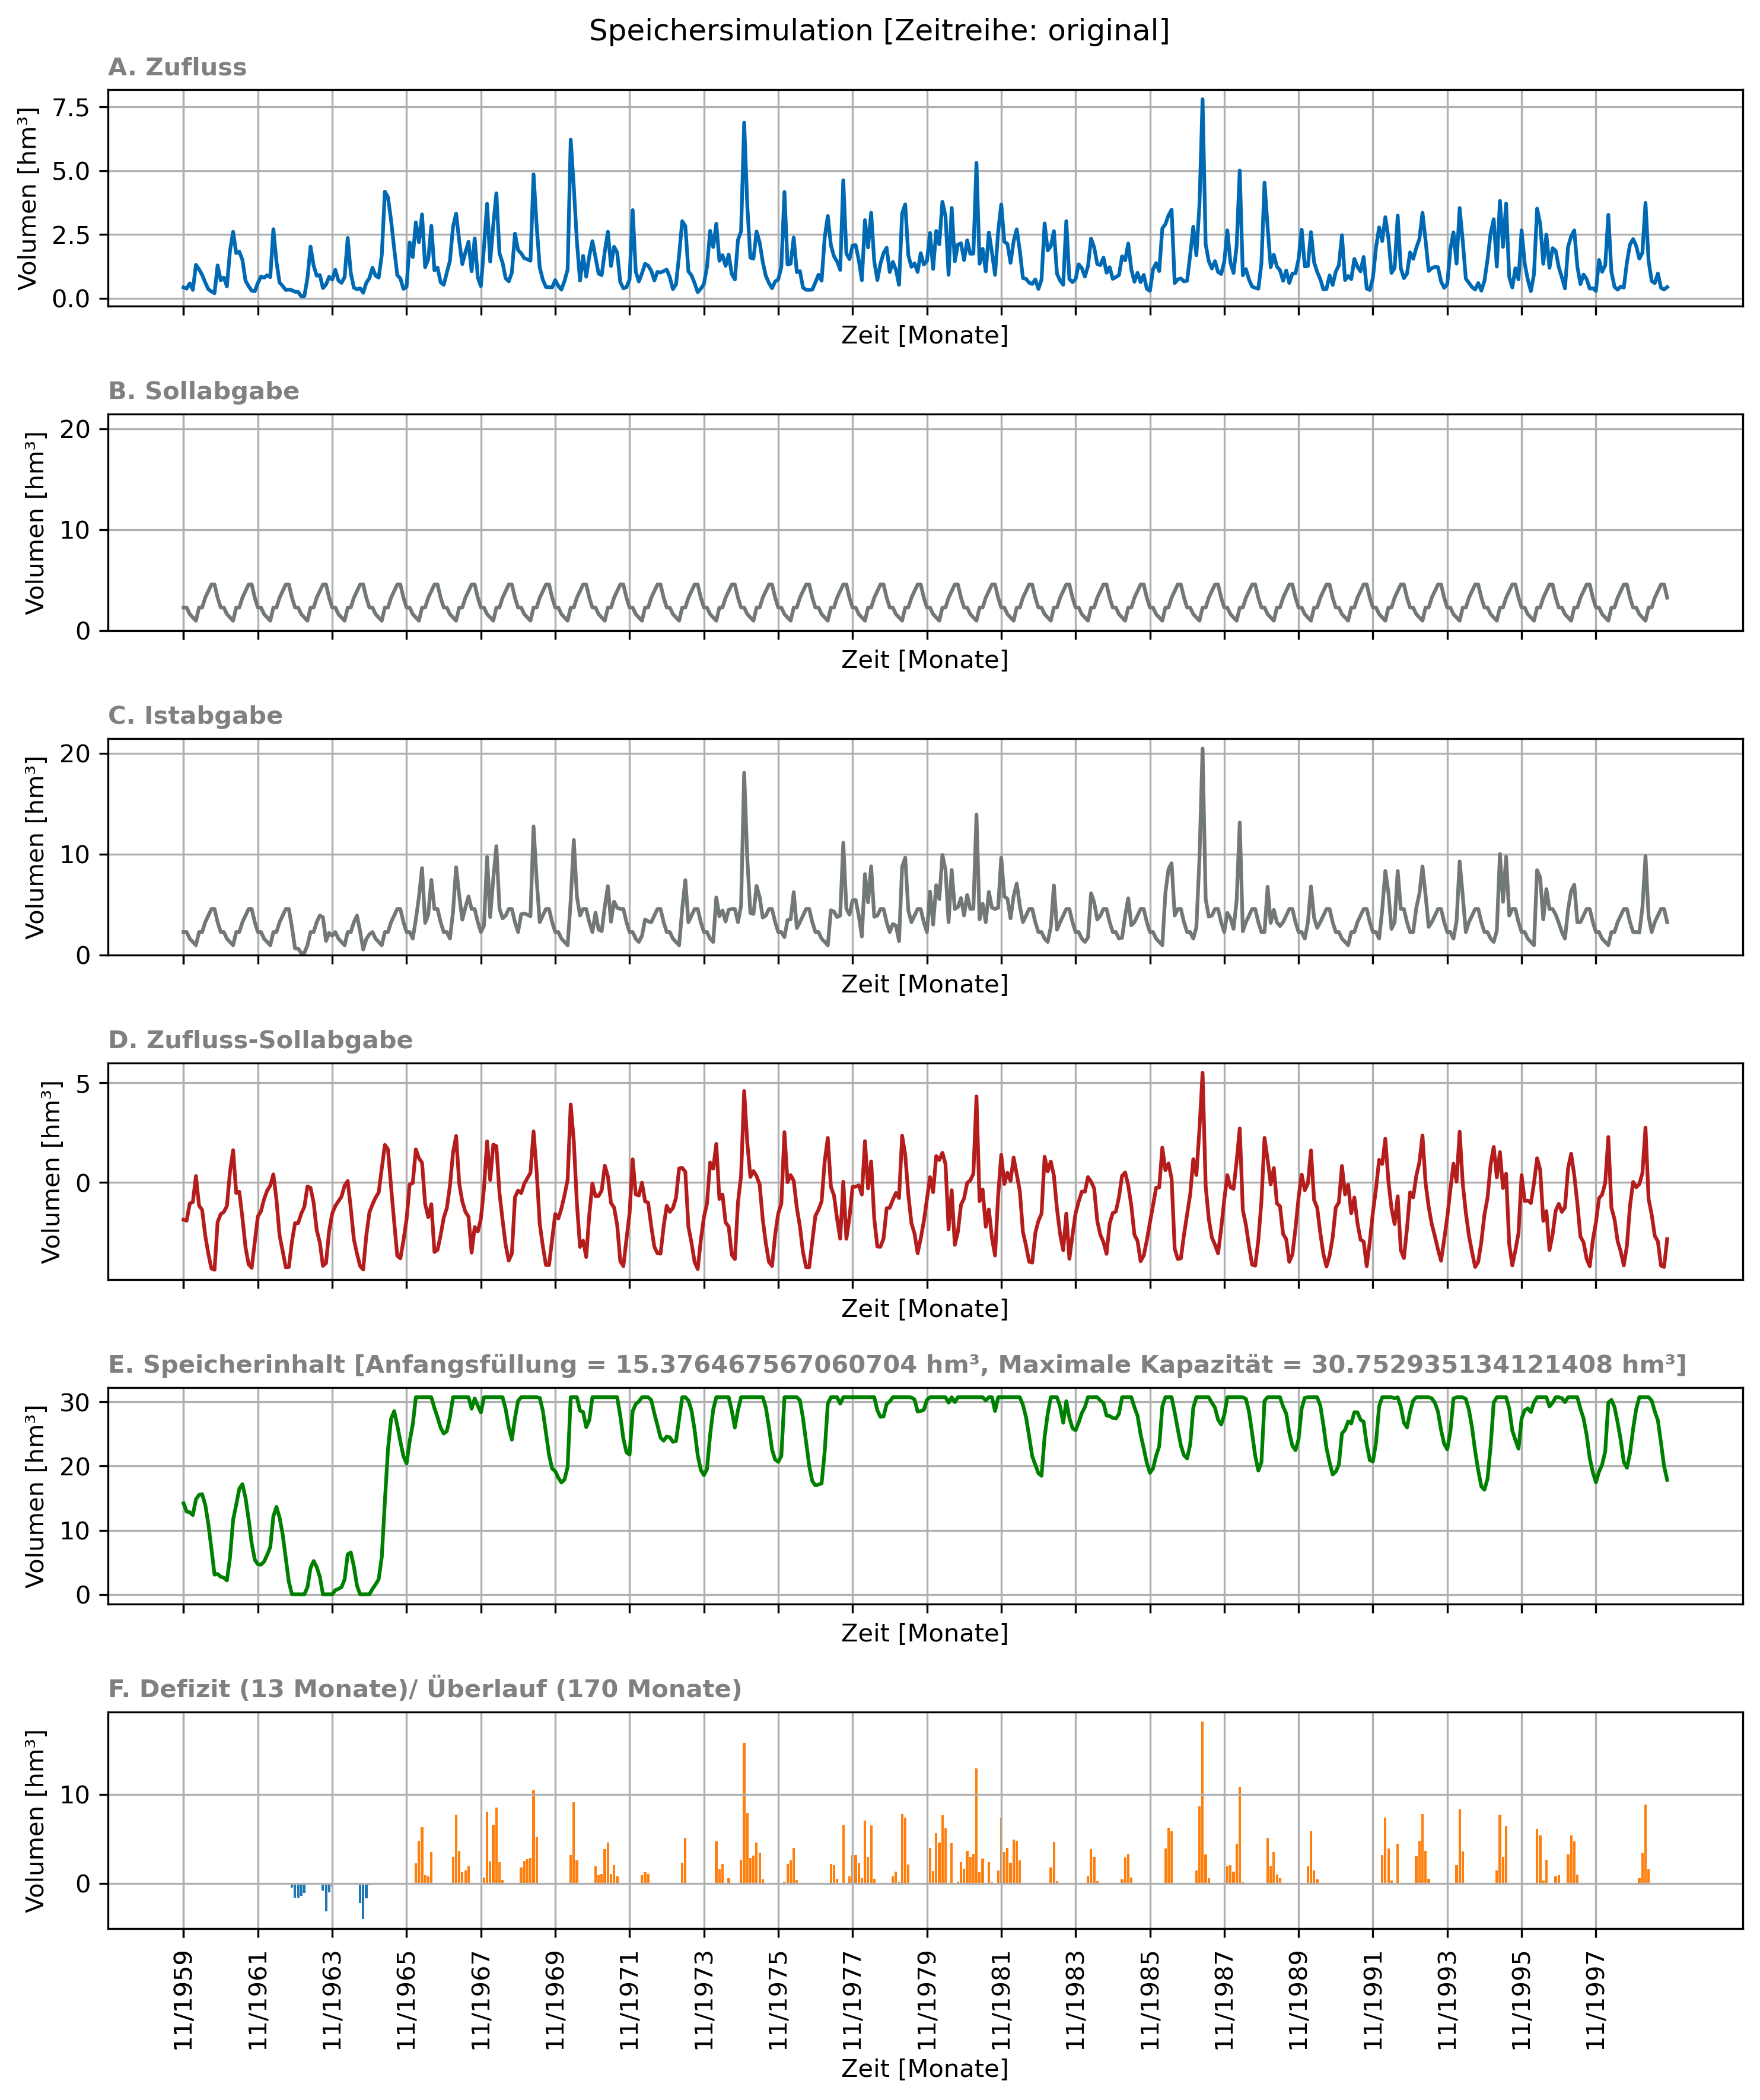 Speichersimulation [Zeitreihe: original]
A. Zufluss
Volumen [hm³]
7.5
5.0
2.5
0.0
Zeit [Monate]
B. Sollabgabe
Volumen [hm³]
20
10
0
Zeit [Monate]
C. Istabgabe
Volumen [hm³]
20
10
0
Zeit [Monate]
D. Zufluss-Sollabgabe
Volumen [hm³]
5
0
Zeit [Monate]
E. Speicherinhalt [Anfangsfüllung = 15.376467567060704 hm³, Maximale Kapazität = 30.752935134121408 hm³]
Volumen [hm³]
30
20
10
0
Zeit [Monate]
F. Defizit (13 Monate)/ Überlauf (170 Monate)
Volumen [hm³]
10
0
11/1959
11/1961
11/1963
11/1965
11/1967
11/1969
11/1971
11/1973
11/1975
11/1977
11/1979
11/1981
11/1983
11/1985
11/1987
11/1989
11/1991
11/1993
11/1995
11/1997
Zeit [Monate]